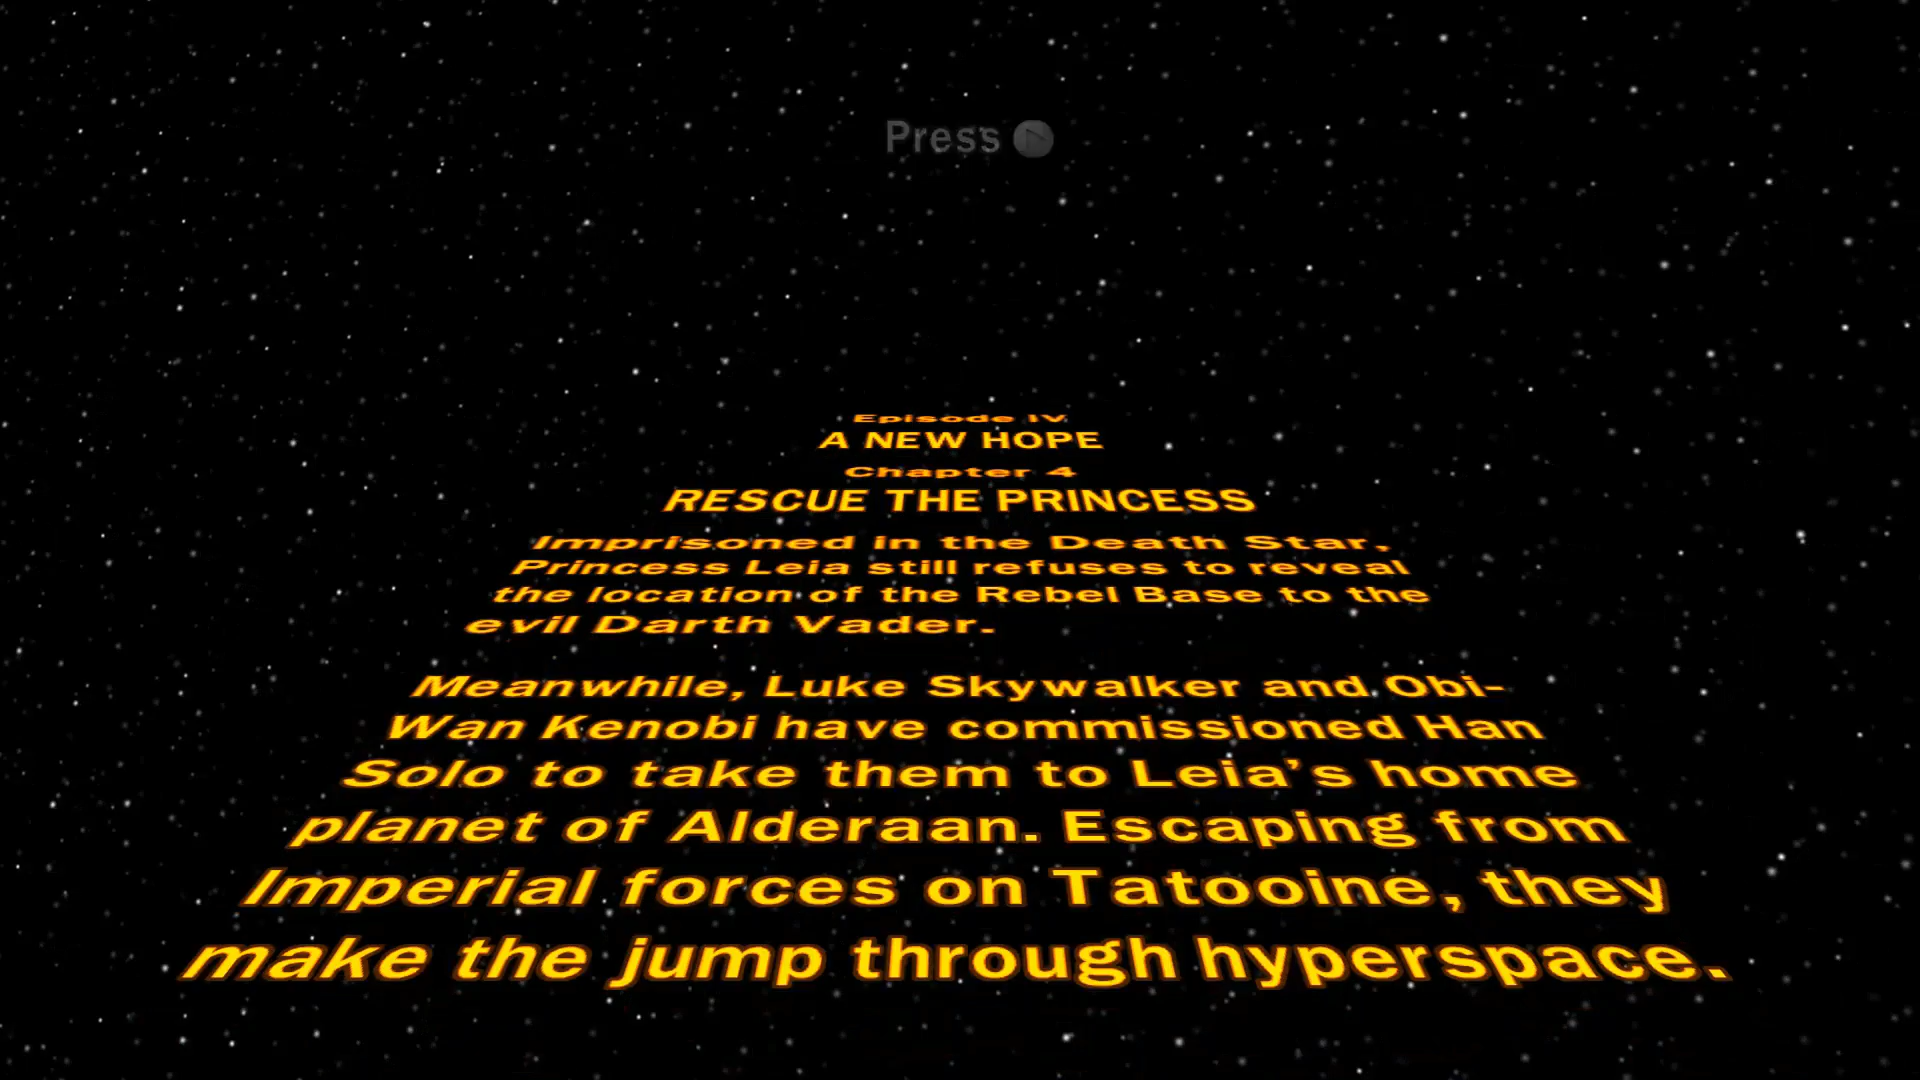 Press
Episode IV
A NEW HOPE
Chapter 4
RESCUE THE PRINCESS
Imprisoned in the Death Star,
Princess Leia still refuses to reveal
the location of the Rebel Base to the
evil Darth Vader.
Meanwhile, Luke Skywalker and Obi-
Wan Kenobi have commissioned Han
Solo to take them to Leia’s home
planet of Alderaan. Escaping from
Imperial forces on Tatooine, they
make the jump through hyperspace.